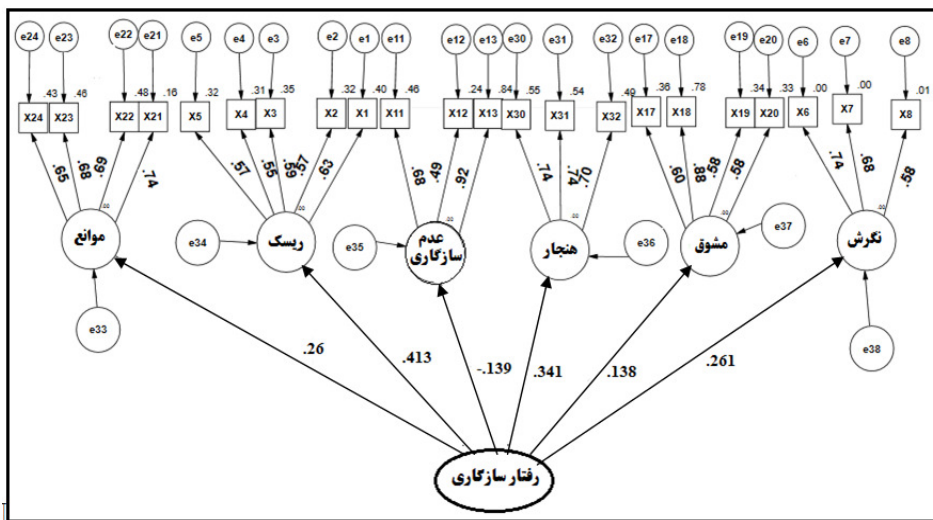 e24 e23 e22 e21 e5 e4 e3 e2 e1 e11 e12 e13 e30 e31 e32 e17 e18 e19 e20 e6 e7 e8
.43 .46 .48 .16 .32 .31 .35 .32 .40 .46 .24 .84 .55 .54 .49 .36 .78 .34 .33 .00 .00 .01
X24 X23 X22 X21 X5 X4 X3 X2 X1 X11 X12 X13 X30 X31 X32 X17 X18 X19 X20 X6 X7 X8
.65 .68 .69 .74 .57 .55 .59 .57 .63 .68 .49 .92 .74 .74 .70 .60 .88 .58 .58 .74 .68 .58
.00 .00 .00 .00 .00
موانع
ریسک
عدم
سازگاری
هنجار
مشوق
نگرش
e34 e35 e36 e37
e33 e38
.26 .413 -.139 .341 .138 .261
رفتار سازگاری